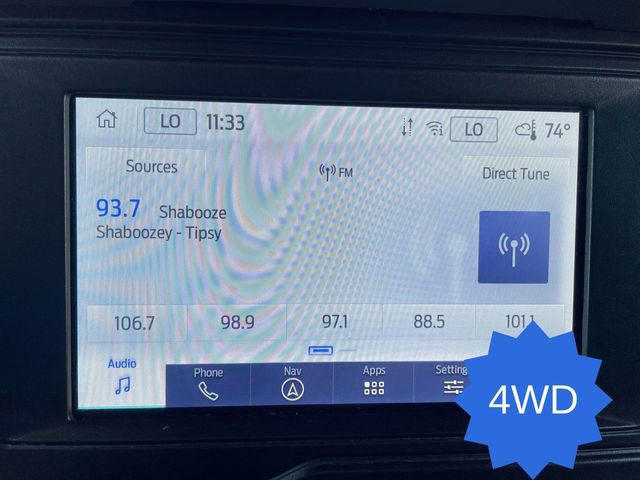 LO 11:33 LO 74°
Sources FM Direct Tune
93.7 Shabooze
Shaboozey - Tipsy
106.7 98.9 97.1 88.5 101.1
Audio Phone Nav Apps
4WD